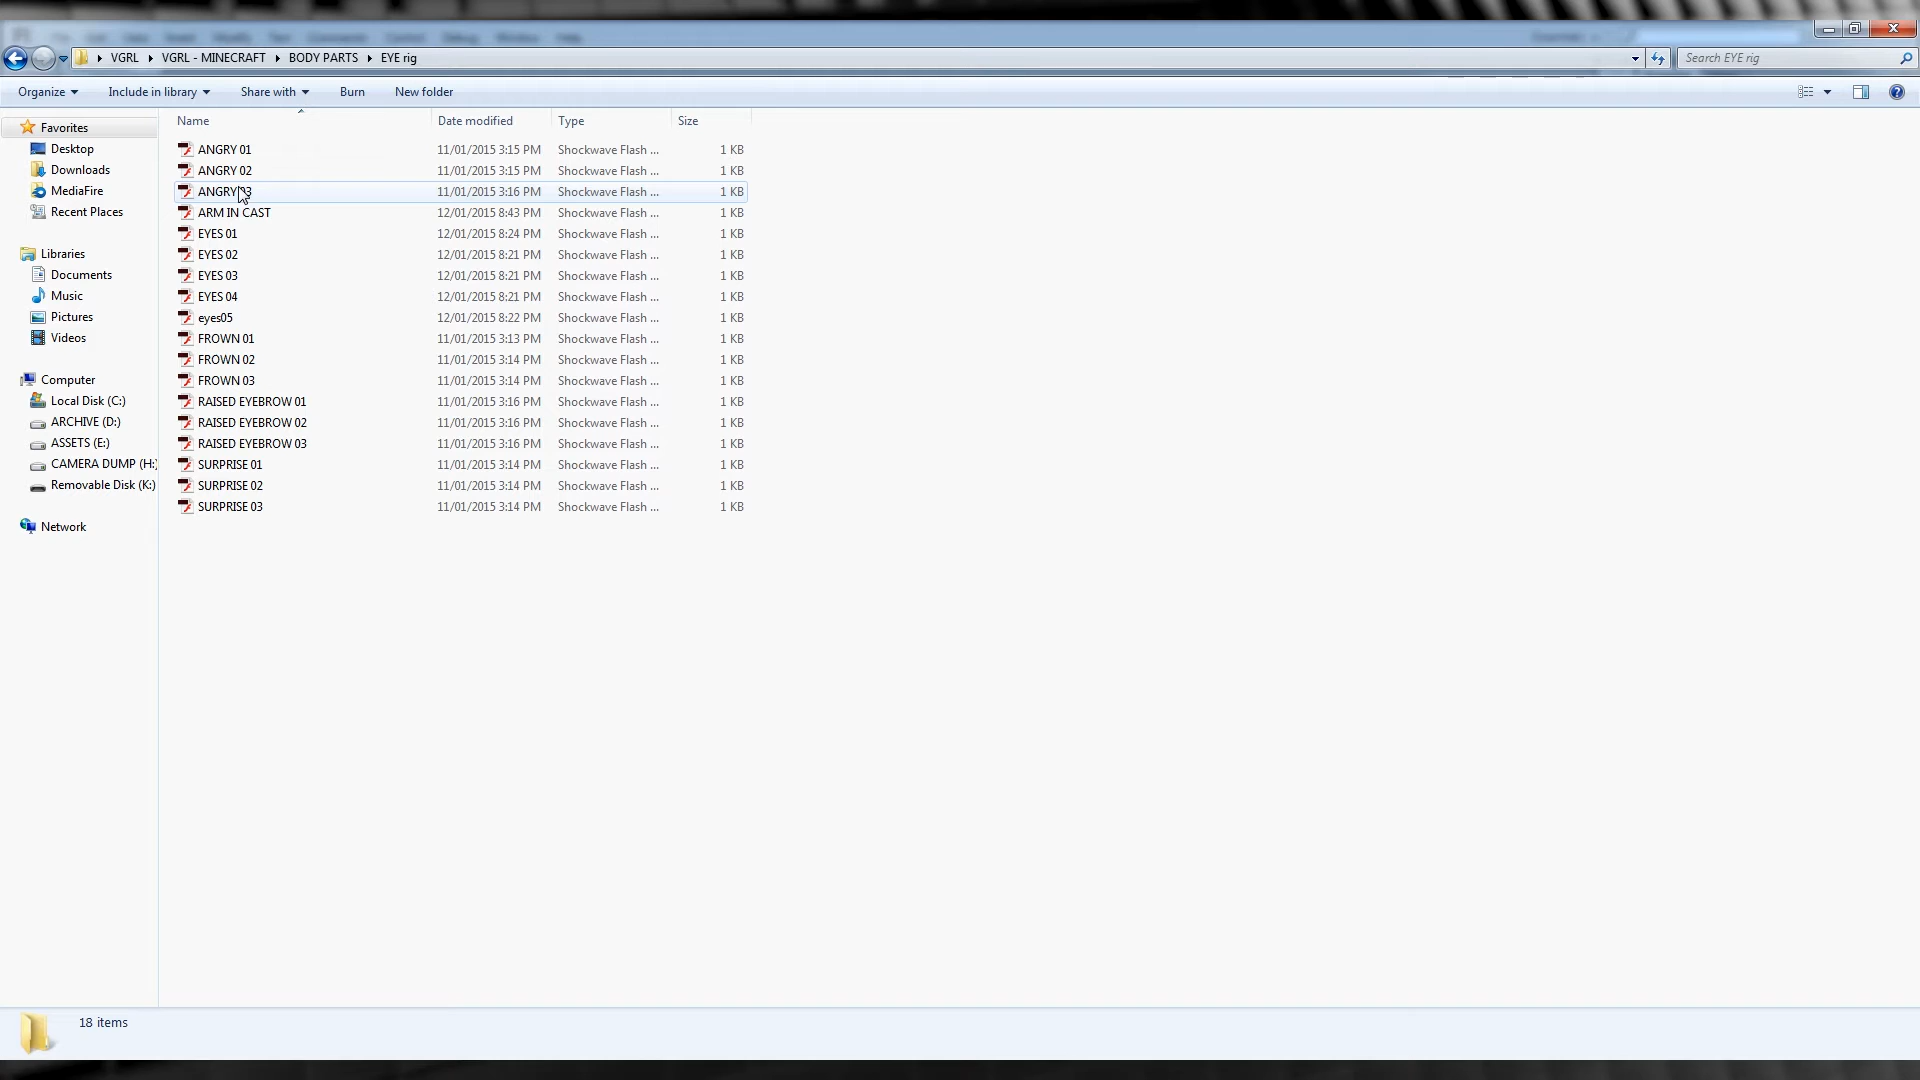 VGRL VGRL - MINECRAFT BODY PARTS EYE rig Search EYE rig
Organize Include in library Share with Burn New folder
Name Date modified Type Size
Favorites
Desktop
Downloads
MediaFire
Recent Places
Libraries
Documents
Music
Pictures
Videos
Computer
Local Disk (C:)
ARCHIVE (D:)
ASSETS (E:)
CAMERA DUMP (H:)
Removable Disk (K:)
Network
ANGRY 01 11/01/2015 3:15 PM Shockwave Flash ... 1 KB
ANGRY 02 11/01/2015 3:15 PM Shockwave Flash ... 1 KB
ANGRY 03 11/01/2015 3:16 PM Shockwave Flash ... 1 KB
ARM IN CAST 12/01/2015 8:43 PM Shockwave Flash ... 1 KB
EYES 01 12/01/2015 8:24 PM Shockwave Flash ... 1 KB
EYES 02 12/01/2015 8:21 PM Shockwave Flash ... 1 KB
EYES 03 12/01/2015 8:21 PM Shockwave Flash ... 1 KB
EYES 04 12/01/2015 8:21 PM Shockwave Flash ... 1 KB
eyes05 12/01/2015 8:22 PM Shockwave Flash ... 1 KB
FROWN 01 11/01/2015 3:13 PM Shockwave Flash ... 1 KB
FROWN 02 11/01/2015 3:14 PM Shockwave Flash ... 1 KB
FROWN 03 11/01/2015 3:14 PM Shockwave Flash ... 1 KB
RAISED EYEBROW 01 11/01/2015 3:16 PM Shockwave Flash ... 1 KB
RAISED EYEBROW 02 11/01/2015 3:16 PM Shockwave Flash ... 1 KB
RAISED EYEBROW 03 11/01/2015 3:16 PM Shockwave Flash ... 1 KB
SURPRISE 01 11/01/2015 3:14 PM Shockwave Flash ... 1 KB
SURPRISE 02 11/01/2015 3:14 PM Shockwave Flash ... 1 KB
SURPRISE 03 11/01/2015 3:14 PM Shockwave Flash ... 1 KB
18 items